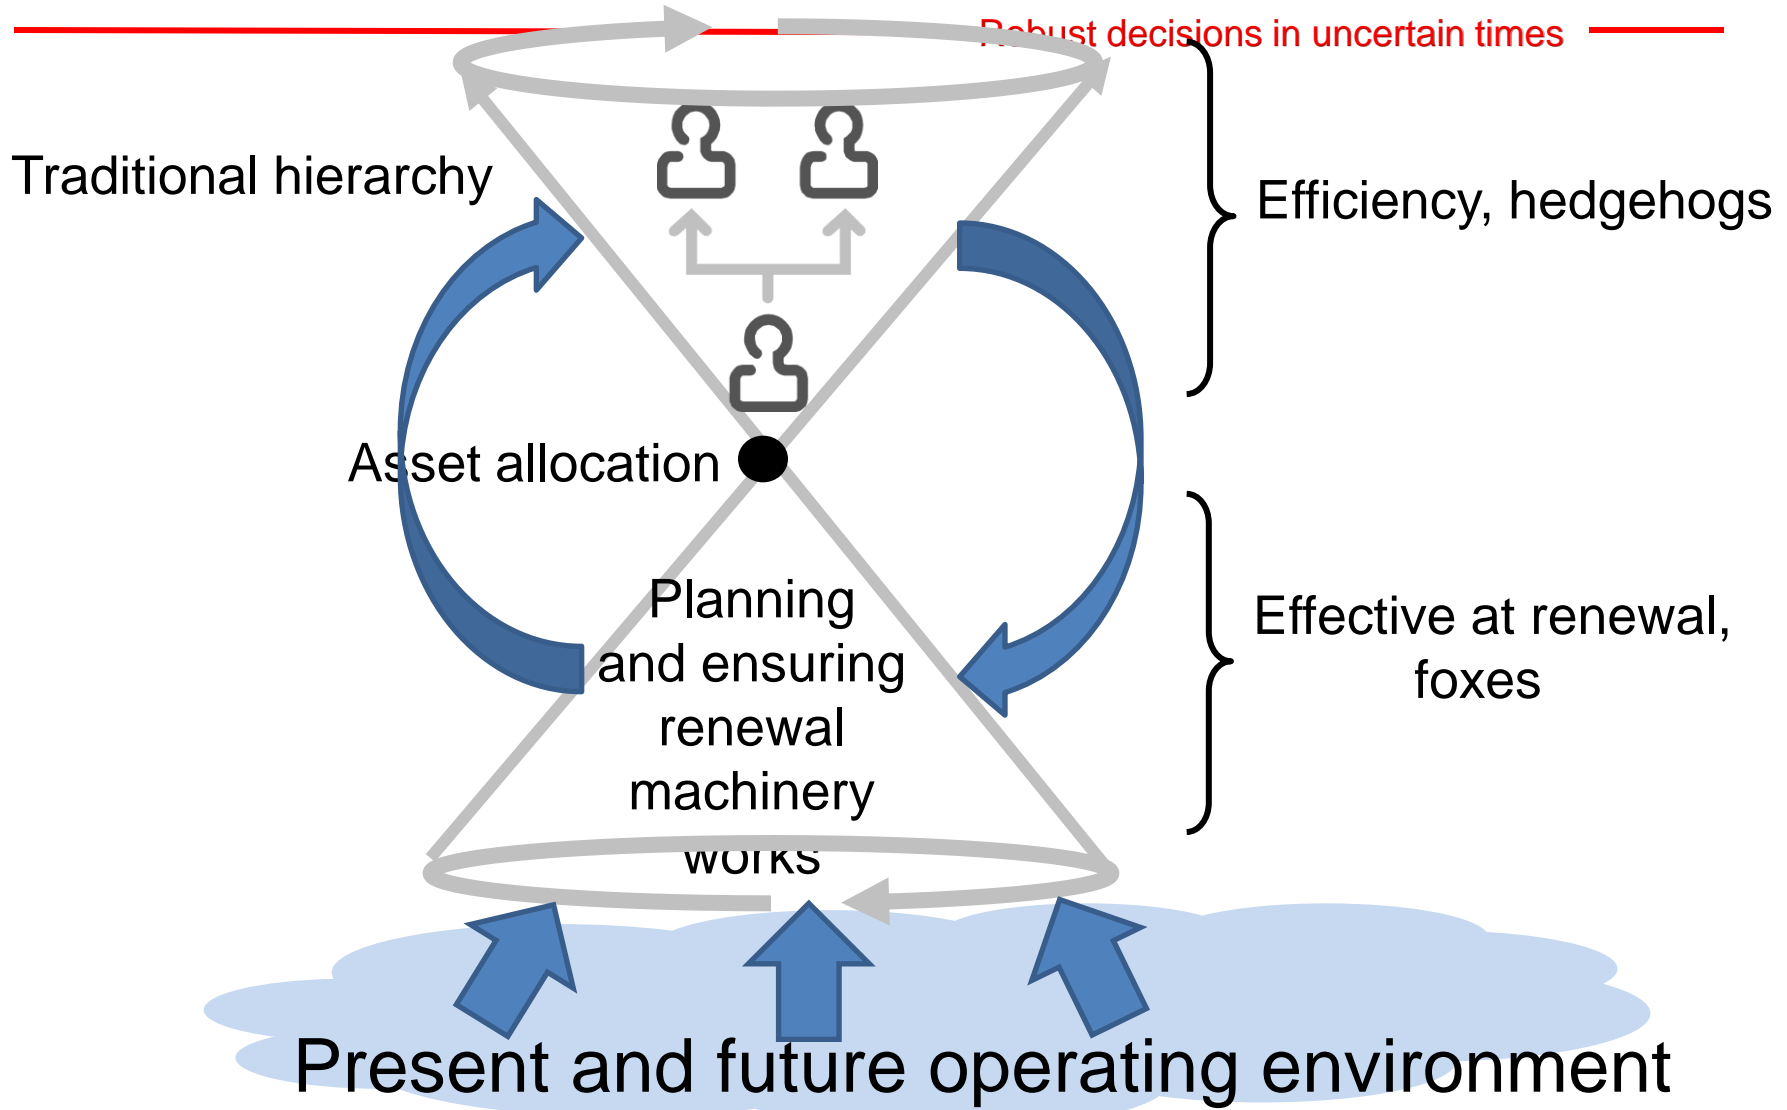 Robust decisions in uncertain times
Traditional hierarchy
Efficiency, hedgehogs
Asset allocation
Planning
and ensuring
renewal
machinery
works
Effective at renewal,
foxes
Present and future operating environment